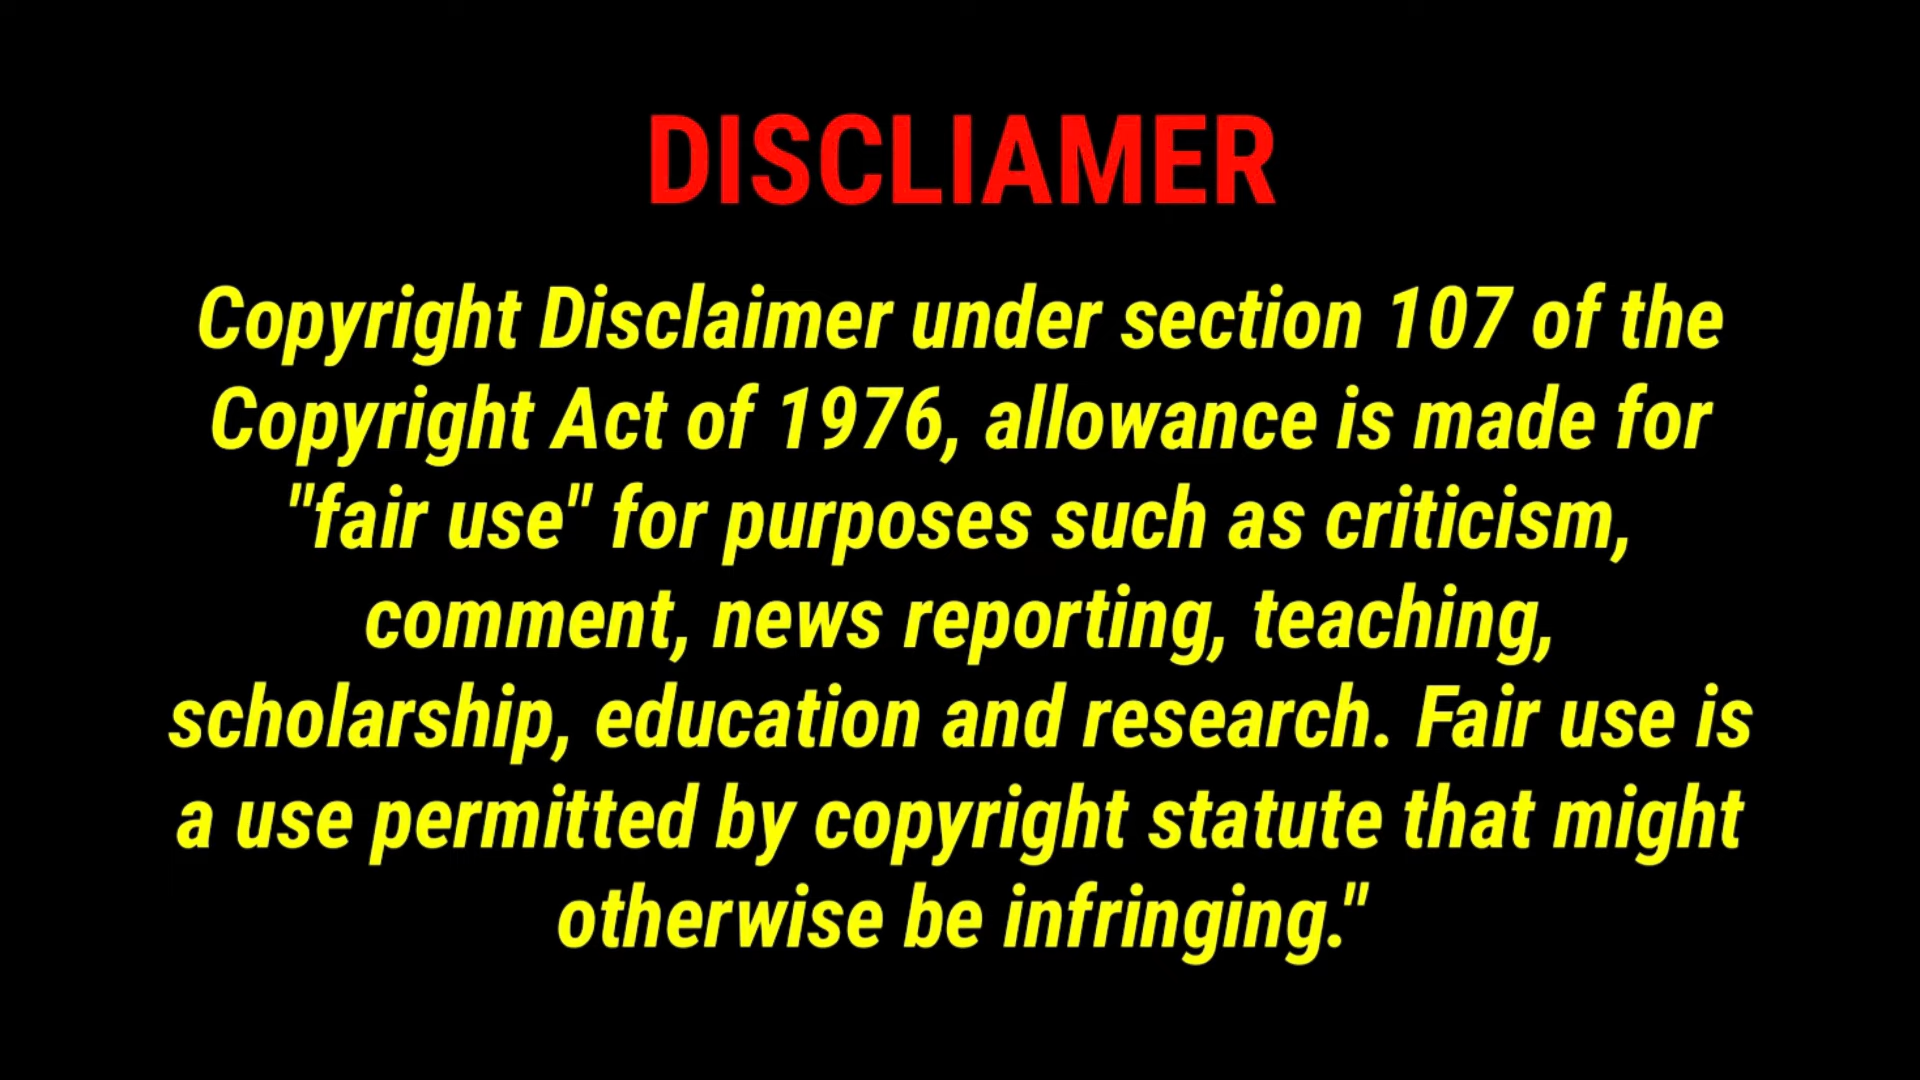 DISCLIAMER
Copyright Disclaimer under section 107 of the
Copyright Act of 1976, allowance is made for
"fair use" for purposes such as criticism,
comment, news reporting, teaching,
scholarship, education and research. Fair use is
a use permitted by copyright statute that might
otherwise be infringing."